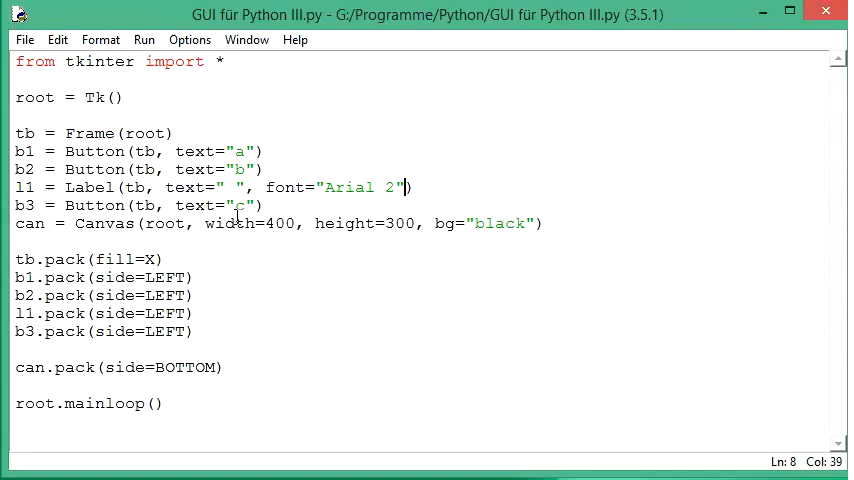 GUI für Python III.py - G:/Programme/Python/GUI für Python III.py (3.5.1)
File Edit Format Run Options Window Help
from tkinter import *
root = Tk()
tb = Frame(root)
b1 = Button(tb, text="a")
b2 = Button(tb, text="b")
l1 = Label(tb, text=" ", font="Arial 2")
b3 = Button(tb, text="c")
can = Canvas(root, width=400, height=300, bg="black")
tb.pack(fill=X)
b1.pack(side=LEFT)
b2.pack(side=LEFT)
l1.pack(side=LEFT)
b3.pack(side=LEFT)
can.pack(side=BOTTOM)
root.mainloop()
Ln: 8 Col: 39